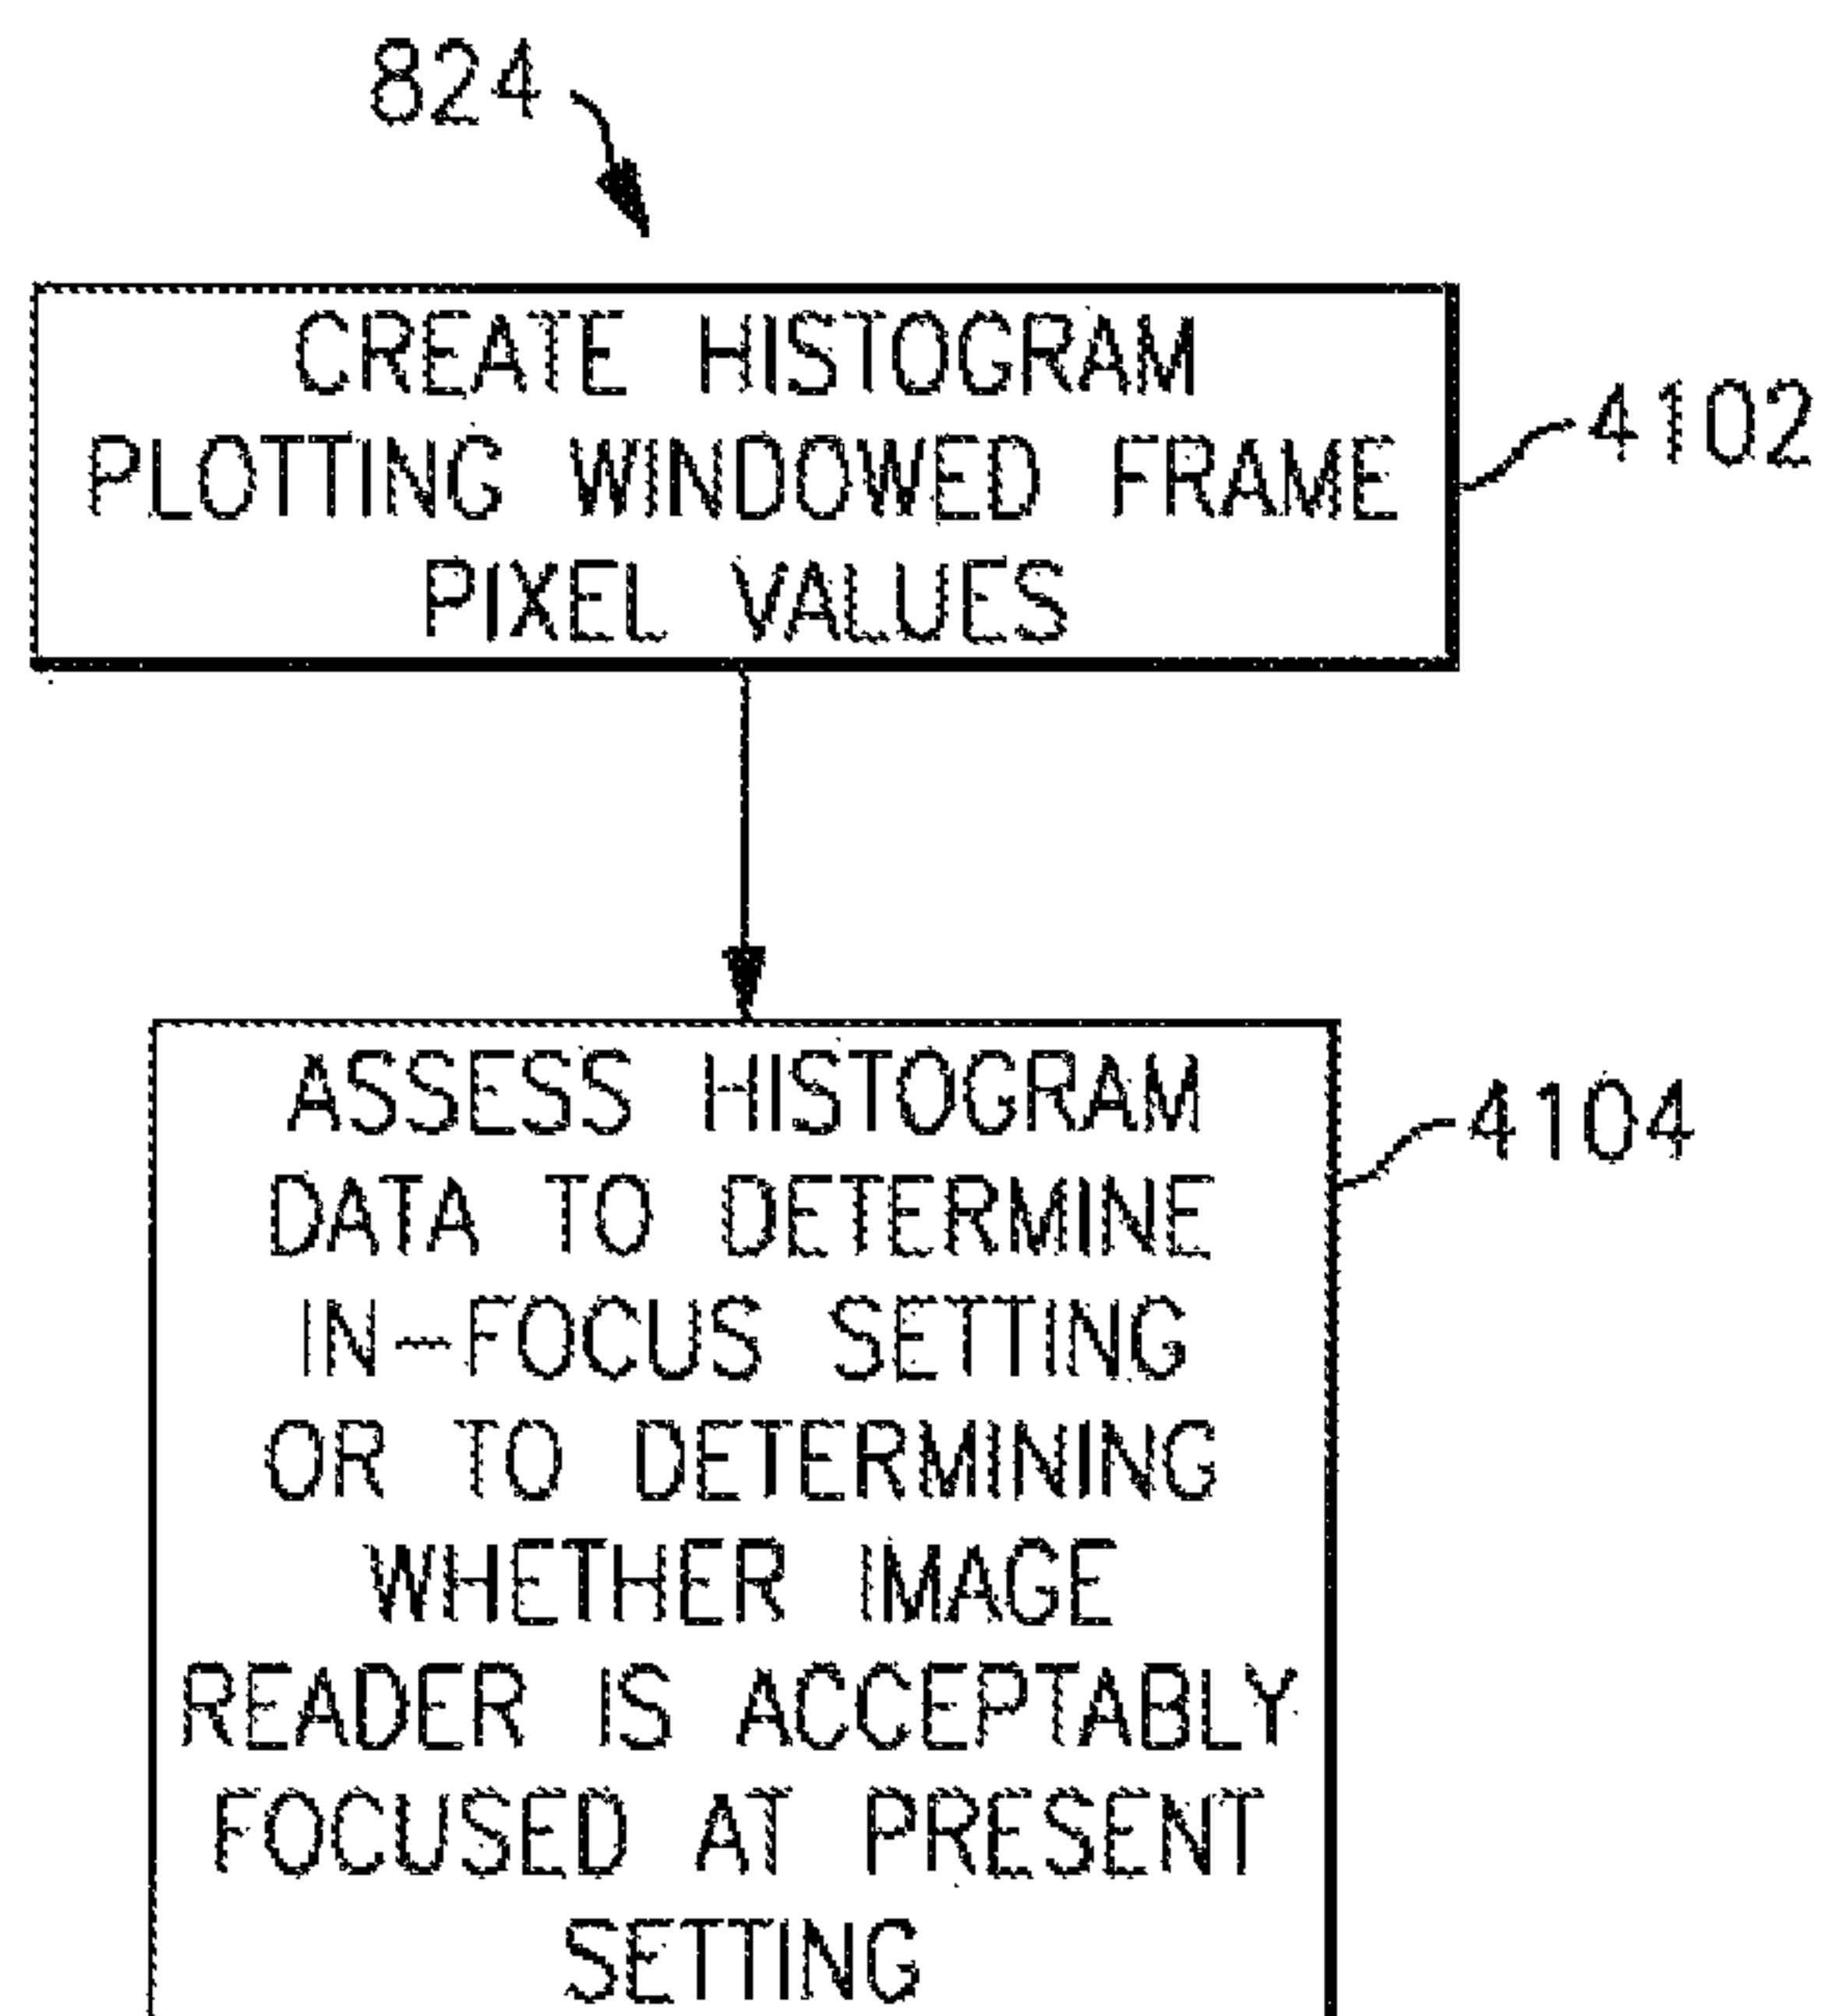 824
CREATE HISTOGRAM
PLOTTING WINDOWED FRAME
PIXEL VALUES
4102
ASSESS HISTOGRAM
DATA TO DETERMINE
IN-FOCUS SETTING
OR TO DETERMINING
WHETHER IMAGE
READER IS ACCEPTABLY
FOCUSED AT PRESENT
SETTING
4104